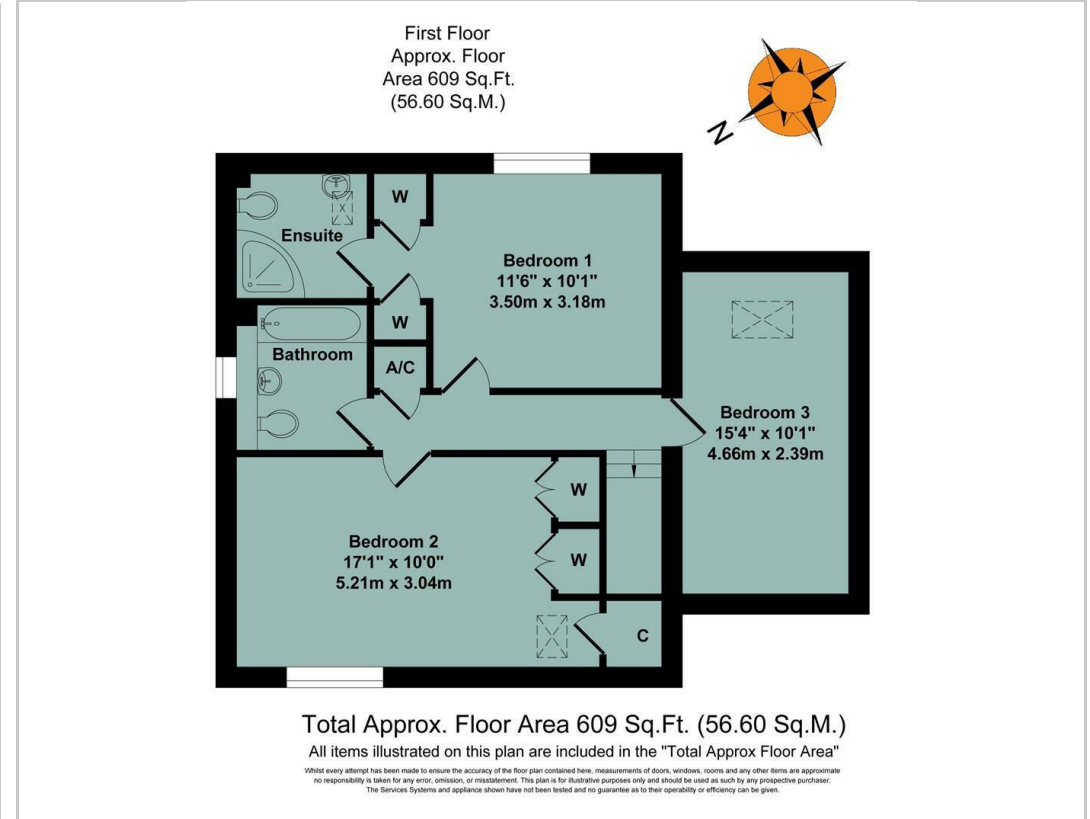 First Floor
Approx. Floor
Area 609 Sq.Ft.
(56.60 Sq.M.)
N
W
Ensuite
Bedroom 1
11'6" x 10'1"
3.50m x 3.18m
W
Bathroom
A/C
Bedroom 3
15'4" x 10'1"
4.66m x 2.39m
W
Bedroom 2
17'1" x 10'0"
5.21m x 3.04m
W
C
Total Approx. Floor Area 609 Sq.Ft. (56.60 Sq.M.)
All items illustrated on this plan are included in the "Total Approx Floor Area"
Whilst every attempt has been made to ensure the accuracy of the floor plan contained here, measurements of doors, windows, rooms and any other items are approximate
no responsibility is taken for any error, omission, or misstatement. This plan is for illustrative purposes only and should be used as such by any prospective purchaser.
The Services Systems and appliance shown have not been tested and no guarantee as to their operability or efficiency can be given.